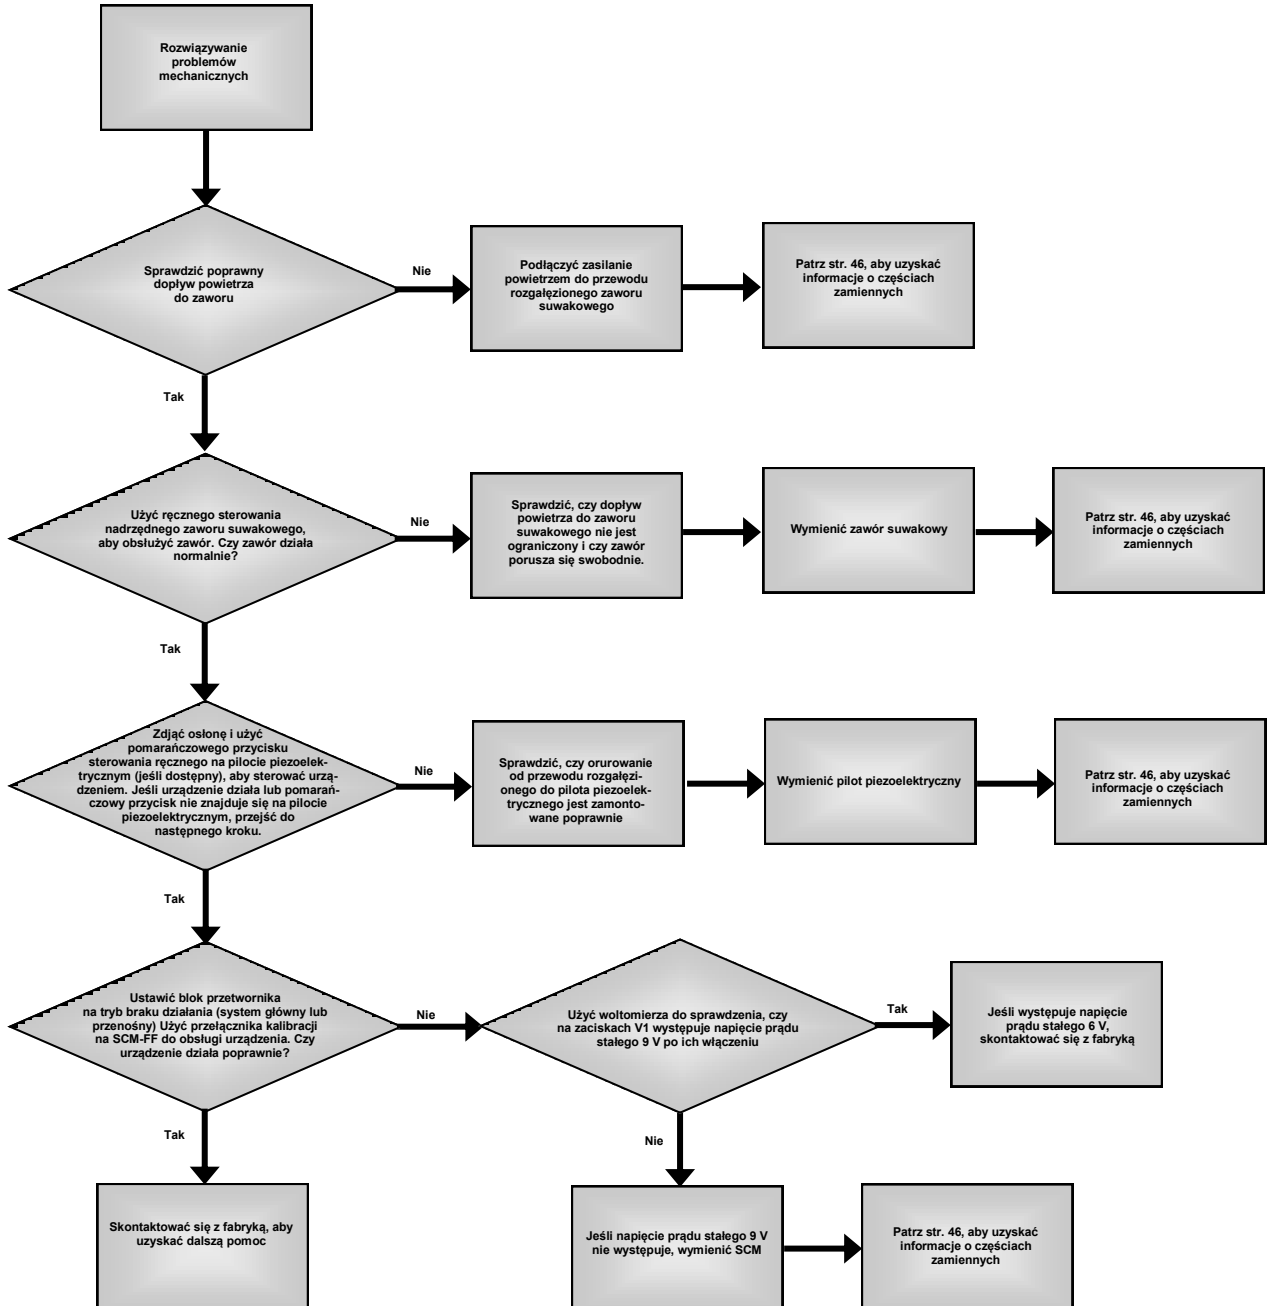 Rozwiązywanie
problemów
mechanicznych
Sprawdzić poprawny
dopływ powietrza
do zaworu
Nie
Podłączyć zasilanie
powietrzem do przewodu
rozgałęzionego zaworu
suwakowego
Patrz str. 46, aby uzyskać
informacje o częściach
zamiennych
Tak
Użyć ręcznego sterowania
nadrzędnego zaworu suwakowego,
aby obsłużyć zawór. Czy zawór działa
normalnie?
Nie
Sprawdzić, czy dopływ
powietrza do zaworu
suwakowego nie jest
ograniczony i czy zawór
porusza się swobodnie.
Wymienić zawór suwakowy
Patrz str. 46, aby uzyskać
informacje o częściach
zamiennych
Tak
Zdjąć osłonę i użyć
pomarańczowego przycisku
sterowania ręcznego na pilocie piezoelek-
trycznym (jeśli dostępny), aby sterować urzą-
dzeniem. Jeśli urządzenie działa lub pomarań-
czowy przycisk nie znajduje się na pilocie
piezoelektrycznym, przejść do
następnego kroku.
Nie
Sprawdzić, czy orurowanie
od przewodu rozgałęzi-
onego do pilota piezoelek-
trycznego jest zamonto-
wane poprawnie
Wymienić pilot piezoelektryczny
Patrz str. 46, aby uzyskać
informacje o częściach
zamiennych
Tak
Ustawić blok przetwornika
na tryb braku działania (system główny lub
przenośny) Użyć przełącznika kalibracji
na SCM-FF do obsługi urządzenia. Czy
urządzenie działa poprawnie?
Nie
Użyć woltomierza do sprawdzenia, czy
na zaciskach V1 występuje napięcie prądu
stałego 9 V po ich włączeniu
Tak
Jeśli występuje napięcie
prądu stałego 6 V,
skontaktować się z fabryką
Tak
Nie
Skontaktować się z fabryką, aby
uzyskać dalszą pomoc
Jeśli napięcie prądu stałego 9 V
nie występuje, wymienić SCM
Patrz str. 46, aby uzyskać
informacje o częściach
zamiennych